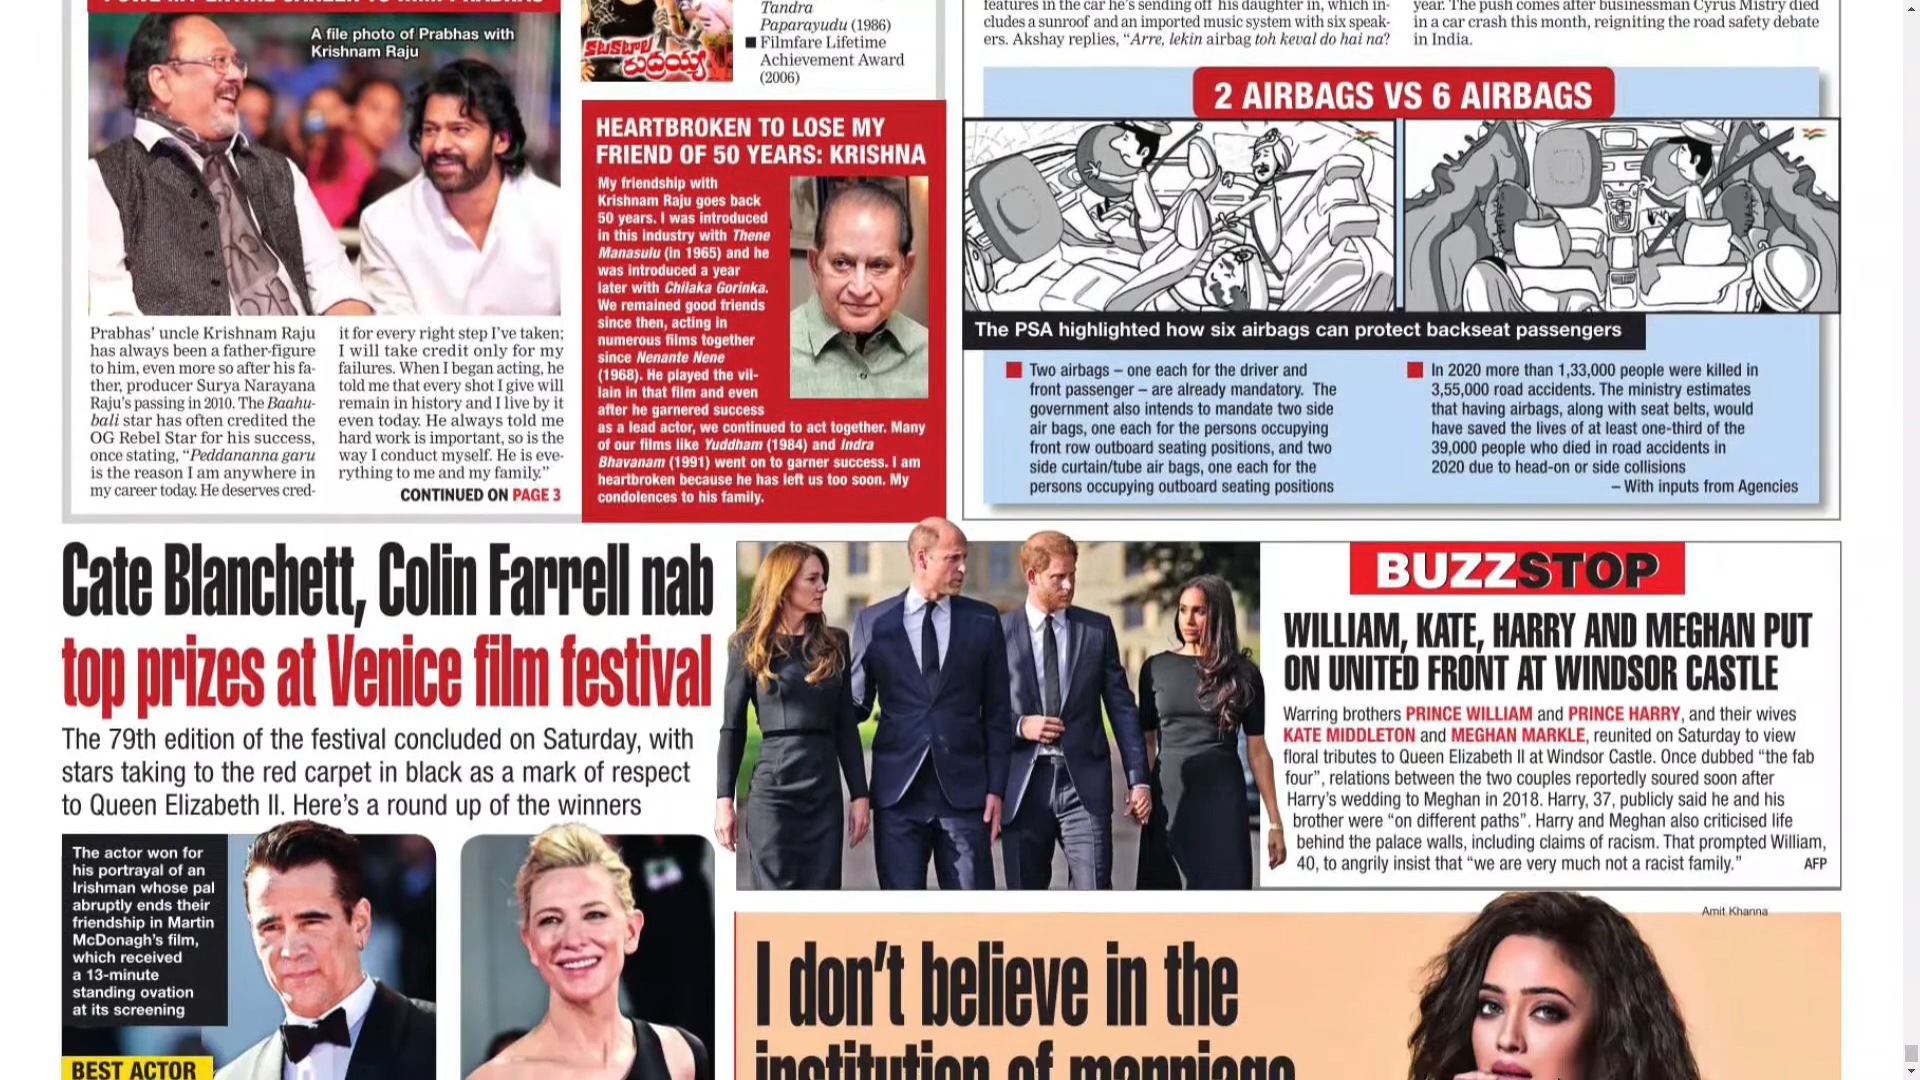 A file photo of Prabhas with
Krishnam Raju
Prabhas' uncle Krishnam Raju
has always been a father-figure
to him, even more so after his fa-
ther, producer Surya Narayana
Raju's passing in 2010. The Baahu-
bali star has often credited the
OG Rebel Star for his success,
once stating, "Peddananna garu
is the reason I am anywhere in
my career today. He deserves cred-
it for every right step I've taken;
I will take credit only for my
failures. When I began acting, he
told me that every shot I give will
remain in history and I live by it
even today. He always told me
hard work is important, so is the
way I conduct myself. He is eve-
rything to me and my family."
CONTINUED ON PAGE 3
Tandra
Paparayudu (1986)
Filmfare Lifetime
Achievement Award
(2006)
HEARTBROKEN TO LOSE MY
FRIEND OF 50 YEARS: KRISHNA
My friendship with
Krishnam Raju goes back
50 years. I was introduced
in this industry with Thene
Manasulu (in 1965) and he
was introduced a year
later with Chilaka Gorinka.
We remained good friends
since then, acting in
numerous films together
since Nenante Nene
(1968). He played the vil-
lain in that film and even
after he garnered success
as a lead actor, we continued to act together. Many
of our films like Yuddham (1984) and Indra
Bhavanam (1991) went on to garner success. I am
heartbroken because he has left us too soon. My
condolences to his family.
features in the car he's sending off his daughter in, which in-
cludes a sunroof and an imported music system with six speak-
ers. Akshay replies, "Arre, lekin airbag toh keval do hai na?
year. The push comes after businessman Cyrus Mistry died
in a car crash this month, reigniting the road safety debate
in India.
2 AIRBAGS VS 6 AIRBAGS
The PSA highlighted how six airbags can protect backseat passengers
Two airbags – one each for the driver and
front passenger – are already mandatory. The
government also intends to mandate two side
air bags, one each for the persons occupying
front row outboard seating positions, and two
side curtain/tube air bags, one each for the
persons occupying outboard seating positions
In 2020 more than 1,33,000 people were killed in
3,55,000 road accidents. The ministry estimates
that having airbags, along with seat belts, would
have saved the lives of at least one-third of the
39,000 people who died in road accidents in
2020 due to head-on or side collisions
– With inputs from Agencies
Cate Blanchett, Colin Farrell nab
top prizes at Venice film festival
The 79th edition of the festival concluded on Saturday, with
stars taking to the red carpet in black as a mark of respect
to Queen Elizabeth II. Here's a round up of the winners
The actor won for
his portrayal of an
Irishman whose pal
abruptly ends their
friendship in Martin
McDonagh's film,
which received
a 13-minute
standing ovation
at its screening
BEST ACTOR
BUZZSTOP
WILLIAM, KATE, HARRY AND MEGHAN PUT
ON UNITED FRONT AT WINDSOR CASTLE
Warring brothers PRINCE WILLIAM and PRINCE HARRY, and their wives
KATE MIDDLETON and MEGHAN MARKLE, reunited on Saturday to view
floral tributes to Queen Elizabeth II at Windsor Castle. Once dubbed "the fab
four", relations between the two couples reportedly soured soon after
Harry's wedding to Meghan in 2018. Harry, 37, publicly said he and his
brother were "on different paths". Harry and Meghan also criticised life
behind the palace walls, including claims of racism. That prompted William,
40, to angrily insist that "we are very much not a racist family."
AFP
Amit Khanna
I don't believe in the
institution of marriage